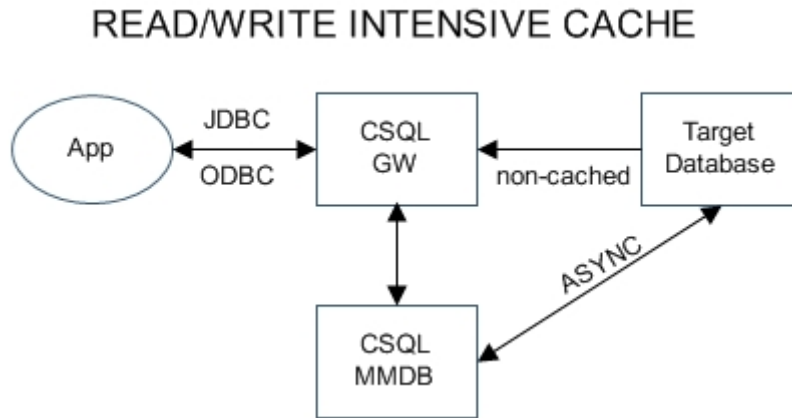 READ/WRITE INTENSIVE CACHE
App
JDBC
ODBC
CSQL
GW
non-cached
Target
Database
ASYNC
CSQL
MMDB